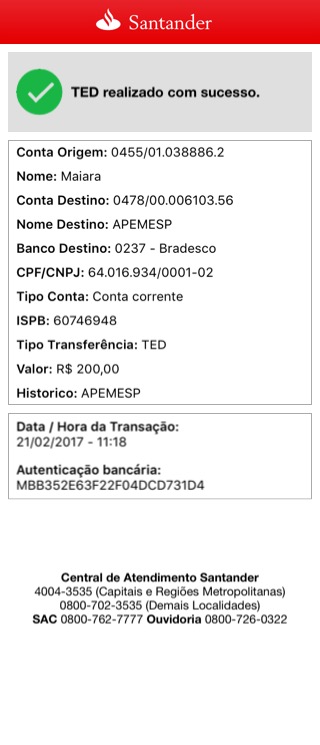 Santander
TED realizado com sucesso.
Conta Origem: 0455/01.038886.2
Nome: Maiara
Conta Destino: 0478/00.006103.56
Nome Destino: APEMESP
Banco Destino: 0237 - Bradesco
CPF/CNPJ: 64.016.934/0001-02
Tipo Conta: Conta corrente
ISPB: 60746948
Tipo Transferência: TED
Valor: R$ 200,00
Historico: APEMESP
Data / Hora da Transação:
21/02/2017 - 11:18
Autenticação bancária:
MBB352E63F22F04DCD731D4
Central de Atendimento Santander
4004-3535 (Capitais e Regiões Metropolitanas)
0800-702-3535 (Demais Localidades)
SAC 0800-762-7777 Ouvidoria 0800-726-0322